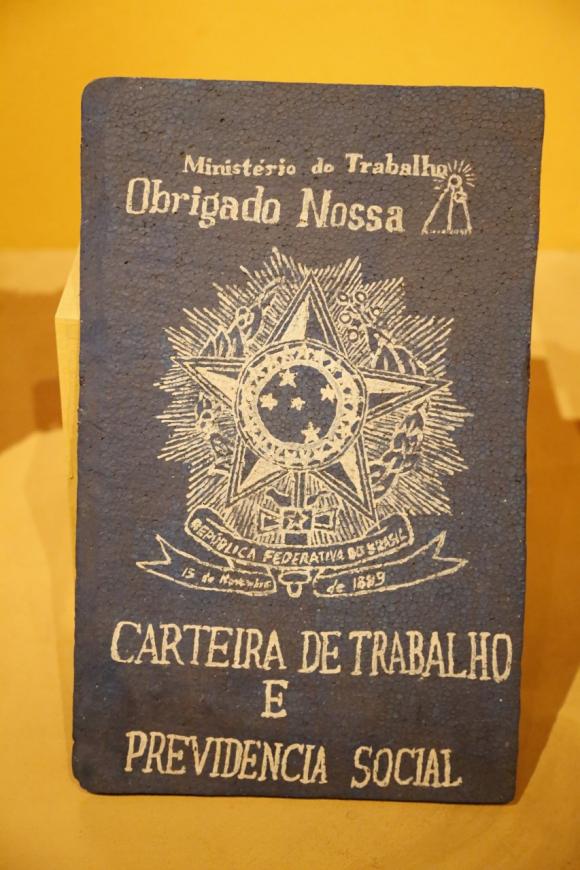 Ministério do Trabalho
Obrigado Nossa
REPÚBLICA FEDERATIVA DO BRASIL
15 de Novembro de 1889
CARTEIRA DE TRABALHO
E
PREVIDENCIA SOCIAL